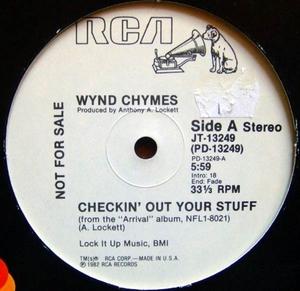 RCA
WYND CHYMES
Produced by Anthony A. Lockett
Side A Stereo
JT-13249
(PD-13249)
PD-13249-A
5:59
Intro: 18
End: Fade
33⅓ RPM
NOT FOR SALE
CHECKIN' OUT YOUR STUFF
(from the "Arrival" album, NFL1-8021)
(A. Lockett)
Lock It Up Music, BMI
TM(s)® RCA CORP.—MADE IN U.S.A.
℗ 1982 RCA RECORDS